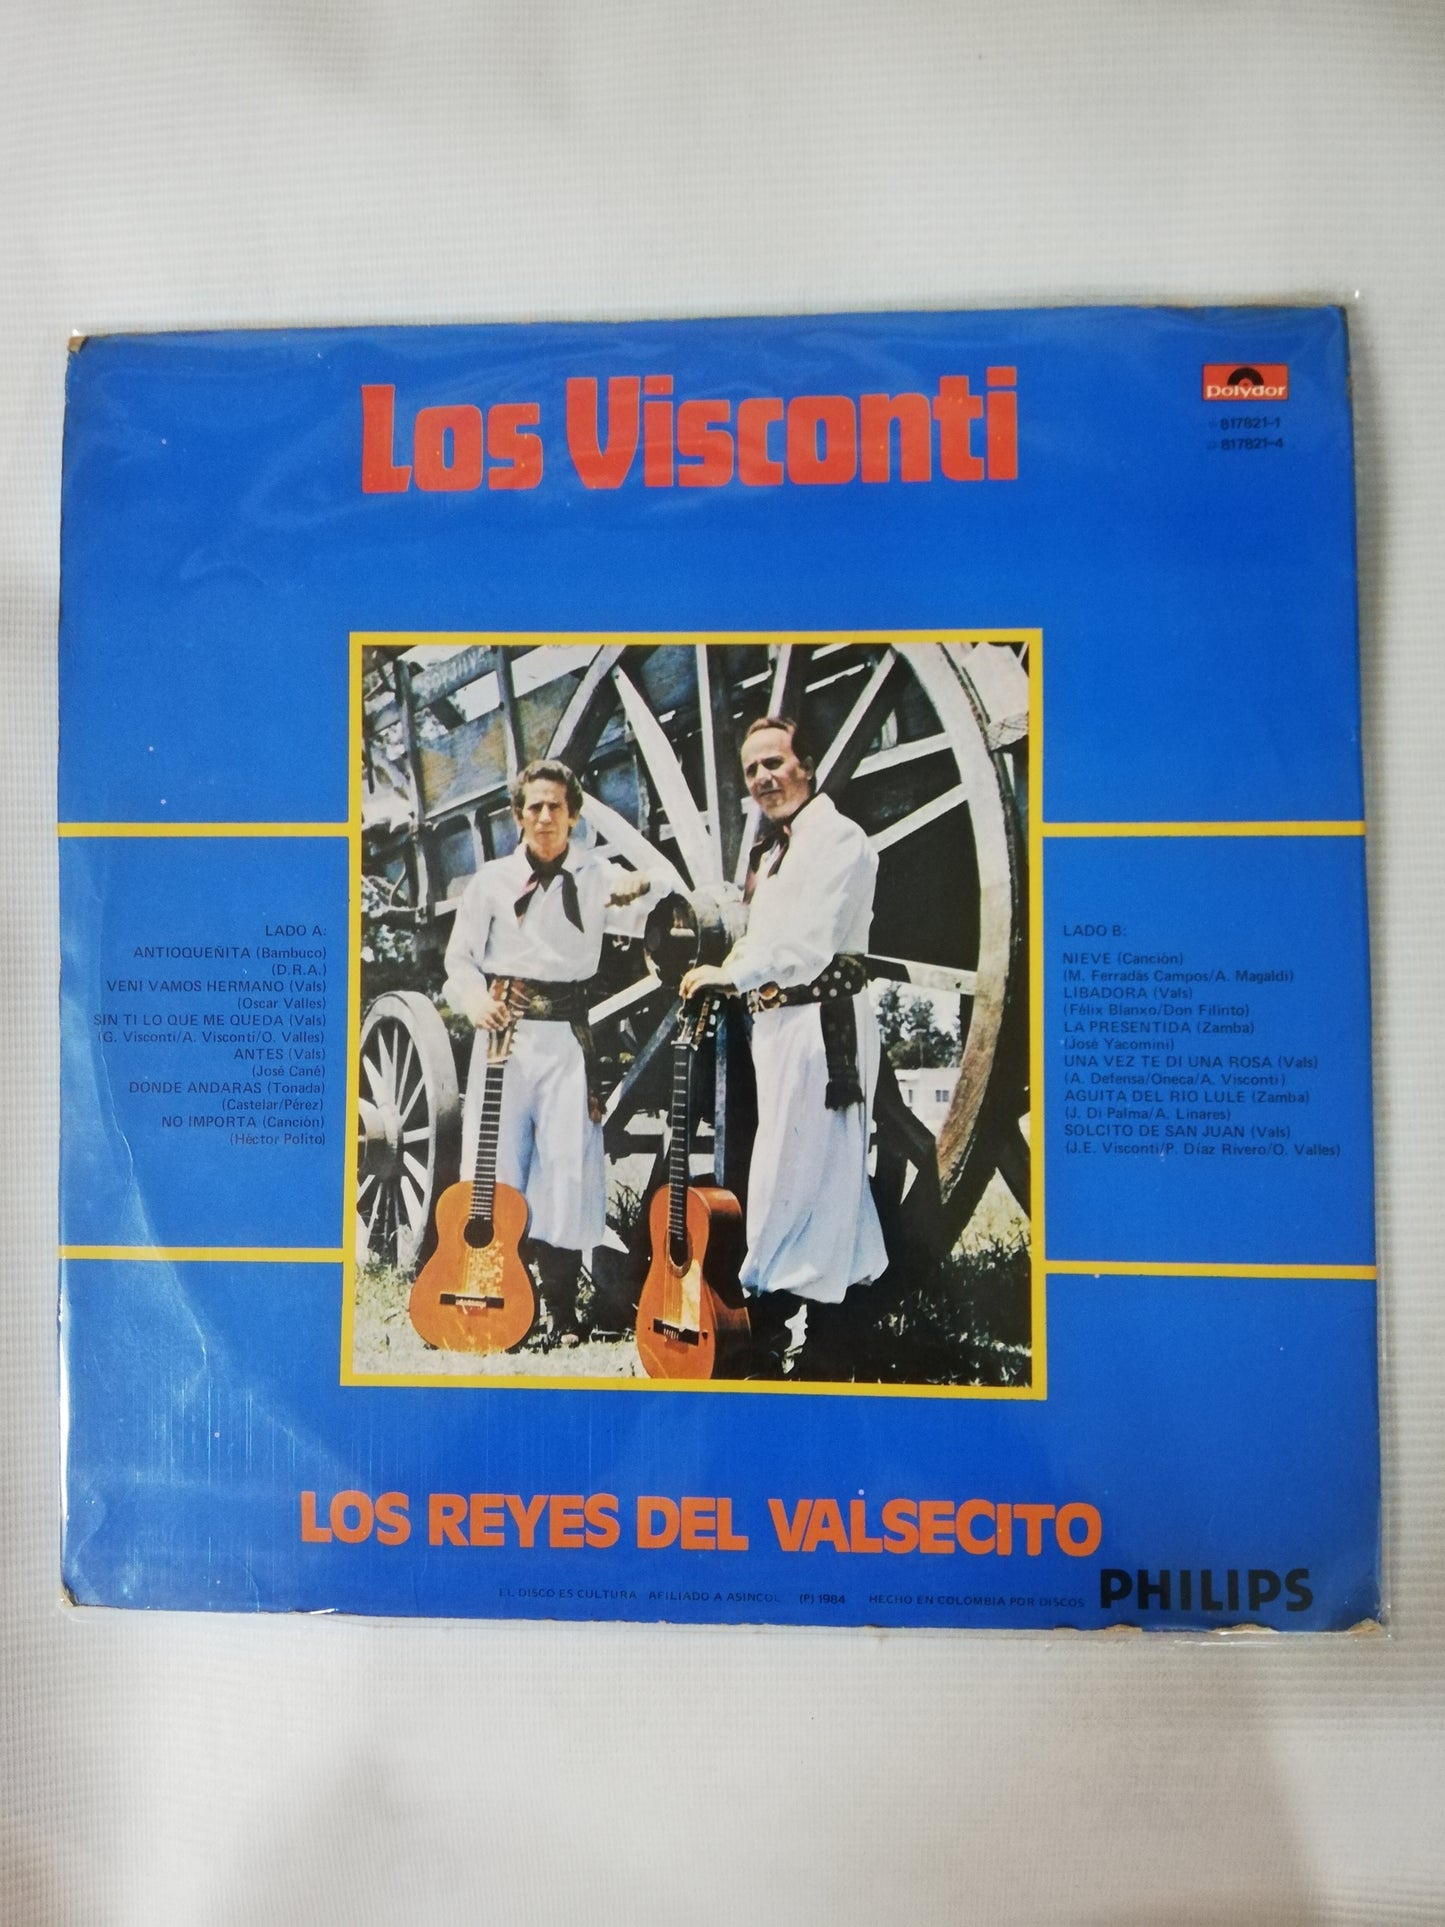 Los Visconti
polydor
817821-1
817821-4
LADO A:
ANTIOQUEÑITA (Bambuco)
(D.R.A.)
VENI VAMOS HERMANO (Vals)
(Oscar Valles)
SIN TI LO QUE ME QUEDA (Vals)
(G. Visconti/A. Visconti/O. Valles)
ANTES (Vals)
(José Cané)
DONDE ANDARAS (Tonada)
(Castelar/Pérez)
NO IMPORTA (Canción)
(Héctor Polito)
LADO B:
NIEVE (Canción)
(M. Ferradás Campos/A. Magaldi)
LIBADORA (Vals)
(Félix Blanxo/Don Filinto)
LA PRESENTIDA (Zamba)
(José Yacomini)
UNA VEZ TE DI UNA ROSA (Vals)
(A. Defensa/Oneca/A. Visconti)
AGUITA DEL RIO LULE (Zamba)
(J. Di Palma/A. Linares)
SOLCITO DE SAN JUAN (Vals)
(J.E. Visconti/P. Díaz Rivero/O. Valles)
LOS REYES DEL VALSECITO
EL DISCO ES CULTURA AFILIADO A ASINCOL (P) 1984 HECHO EN COLOMBIA POR DISCOS PHILIPS